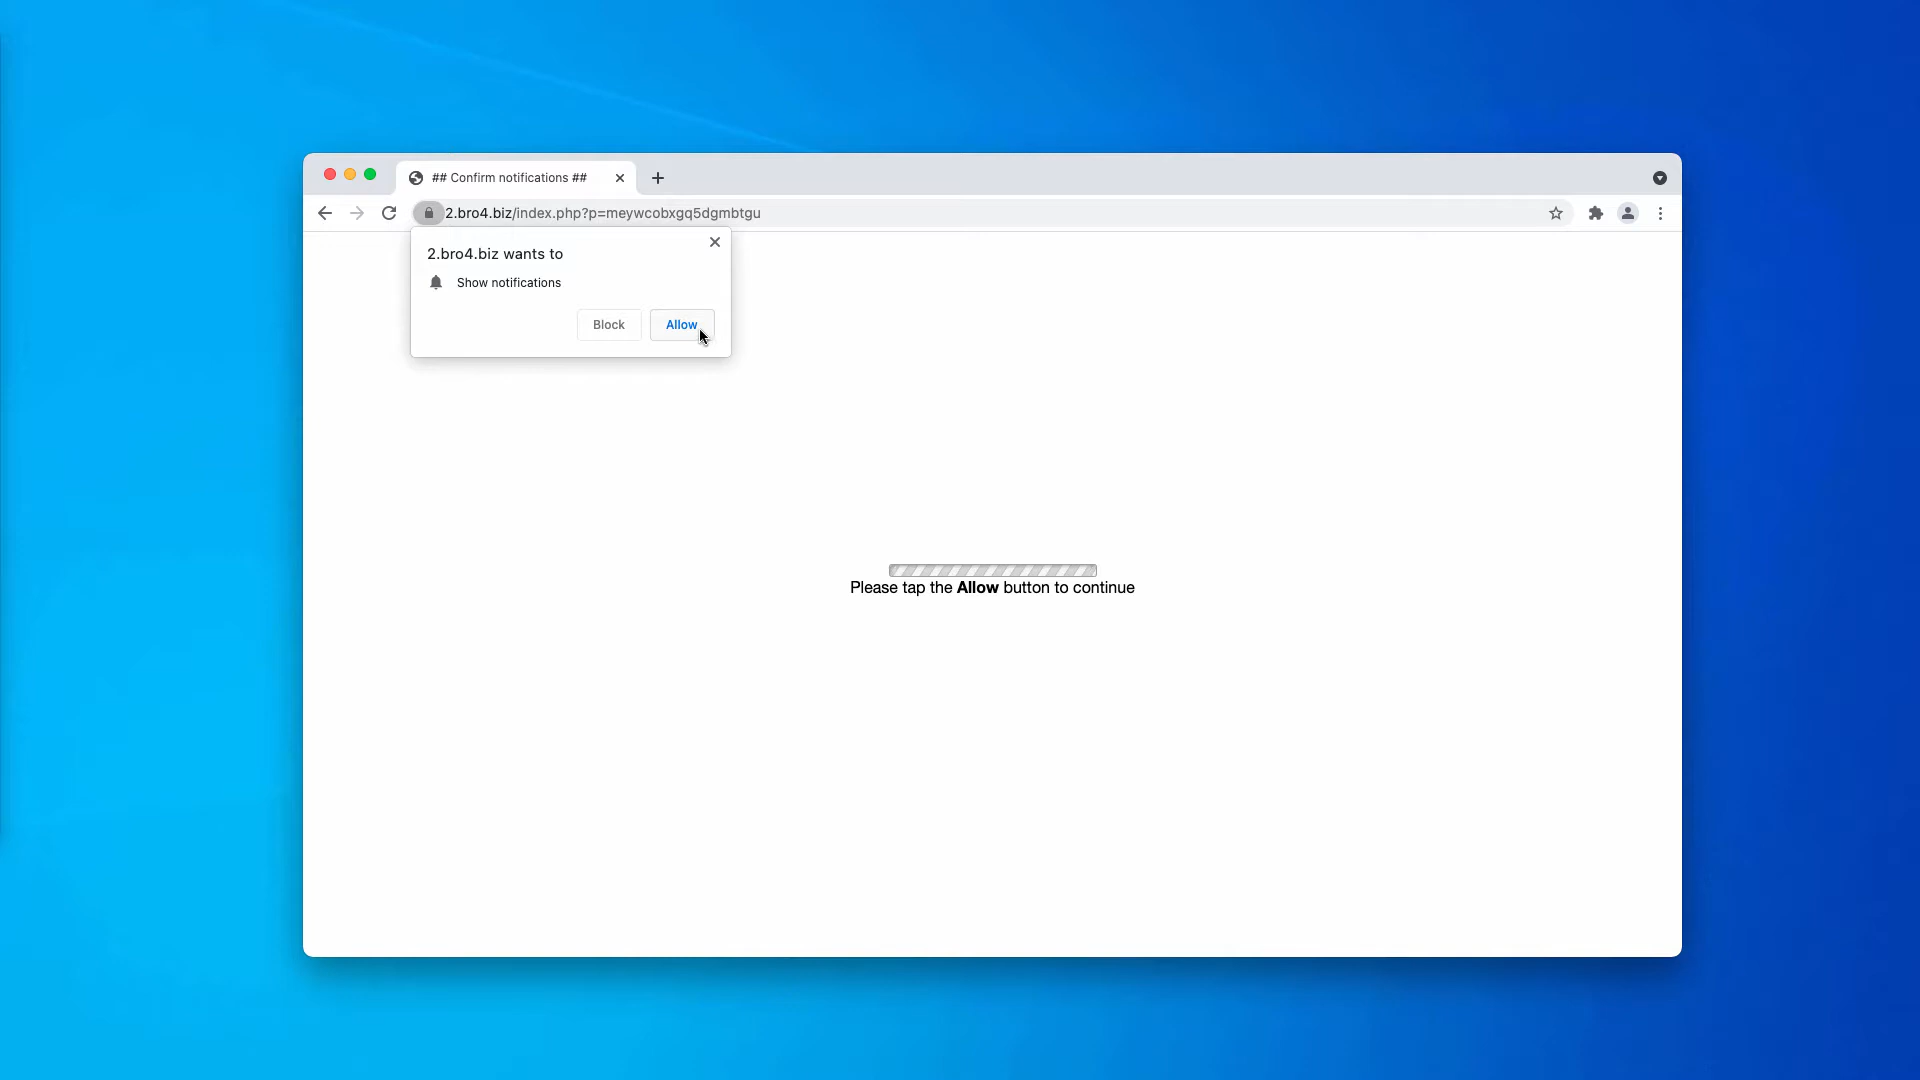 ## Confirm notifications ##
2.bro4.biz/index.php?p=meywcobxgq5dgmbtgu
2.bro4.biz wants to
Show notifications
Block
Allow
Please tap the Allow button to continue